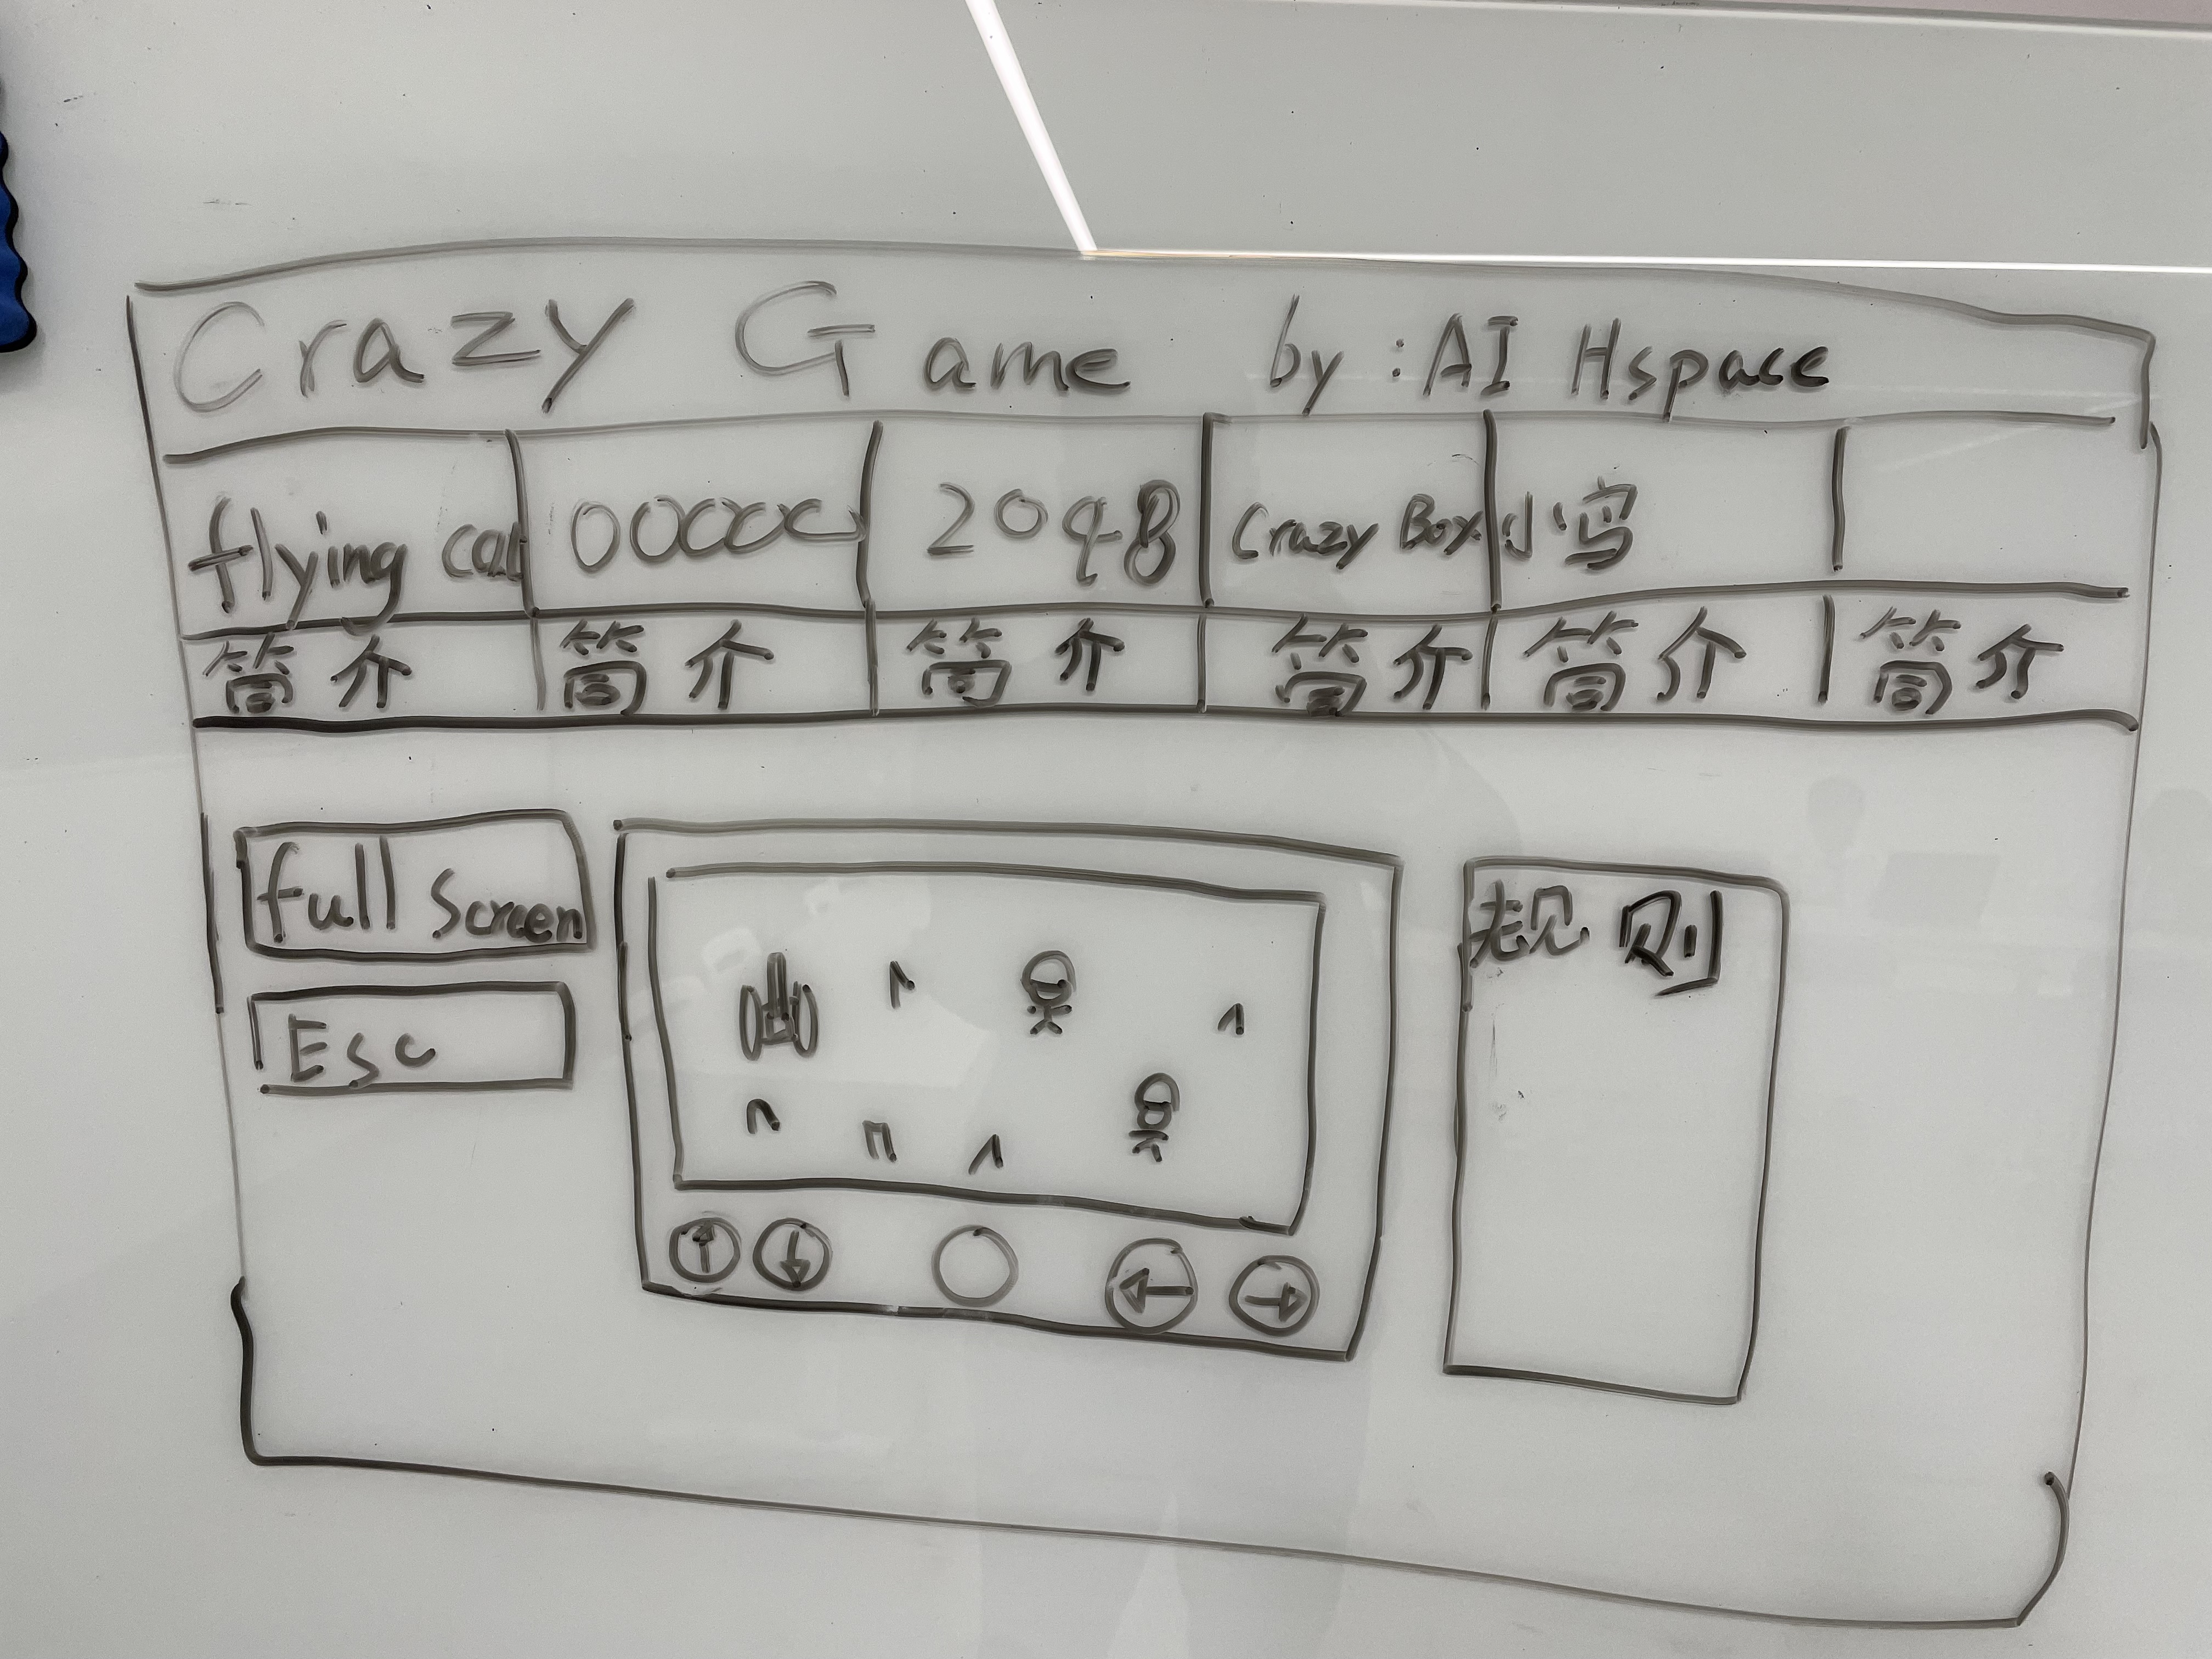 Crazy Game by:AI Hspace
flying cat 00000 2048 Crazy Box 小鸟
简介 简介 简介 简介 简介 简介
full screen
Esc
规则
↑ ↓ ← →